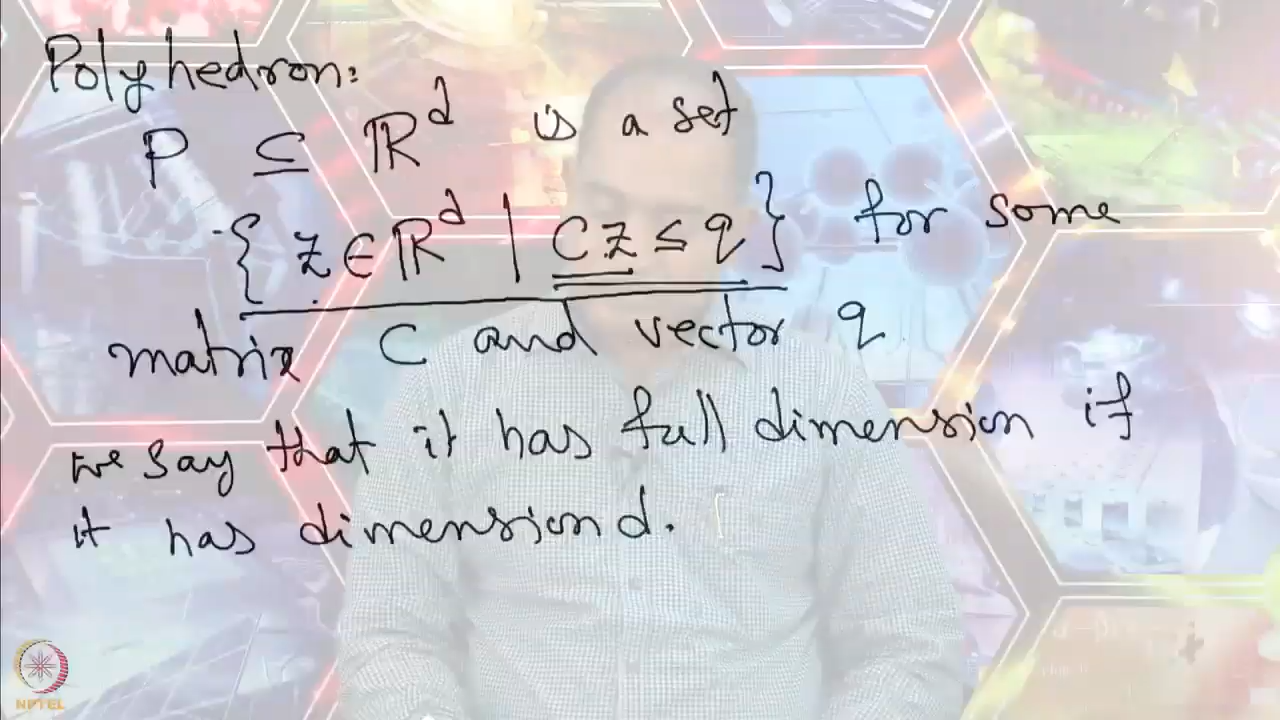 Polyhedron:
P ⊆ ℝ^d is a set
{ z ∈ ℝ^d | Cz ≤ q } for some
matrix C and vector q
we say that it has full dimension if
it has dimension d.
NPTEL